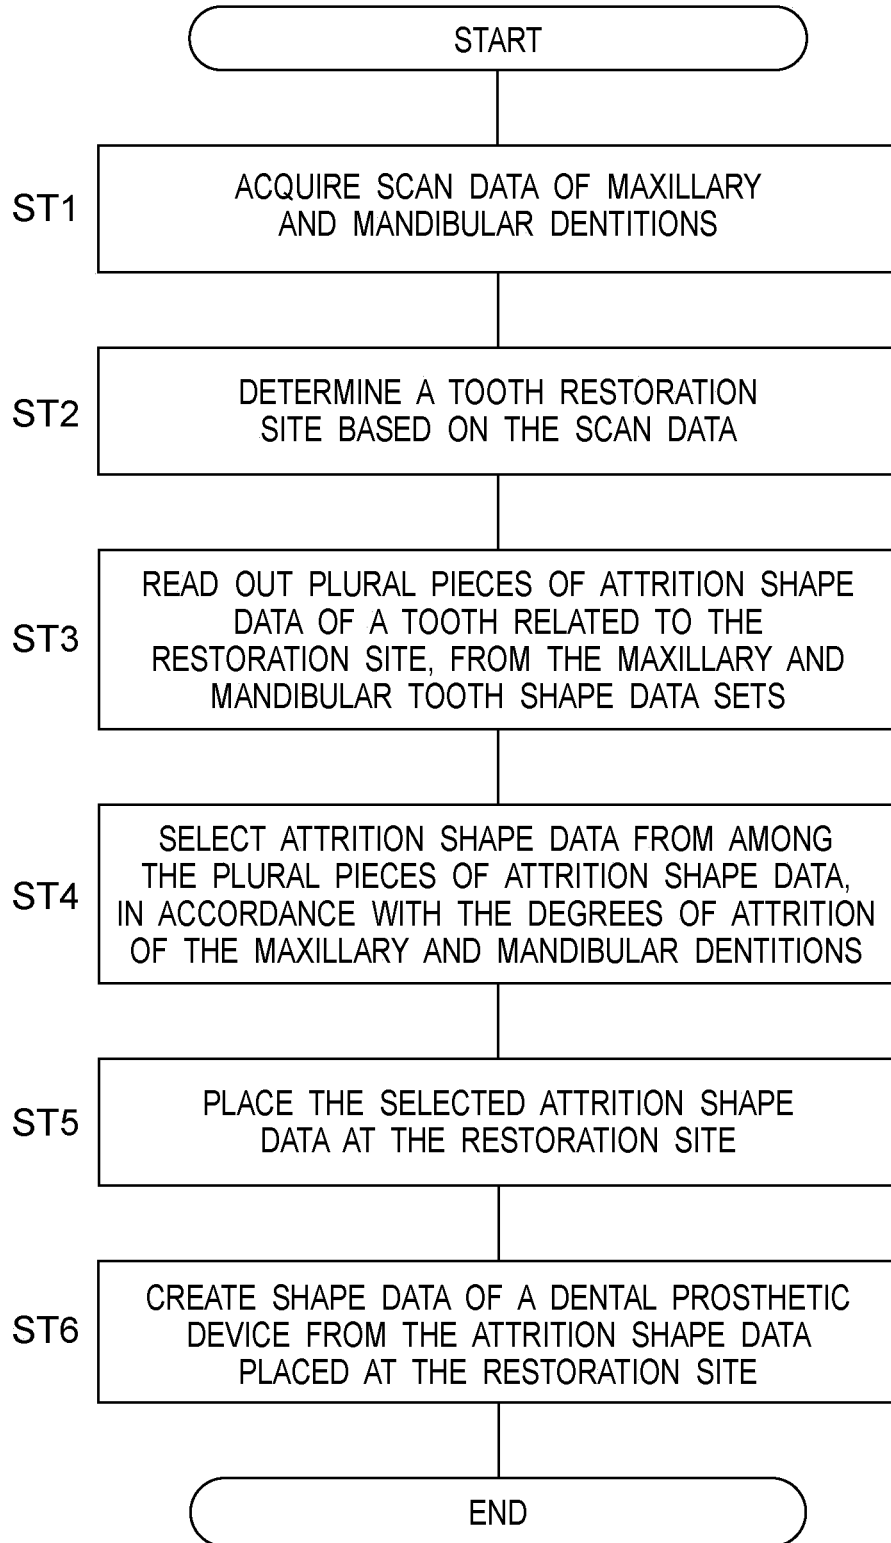 START
ST1
ACQUIRE SCAN DATA OF MAXILLARY
AND MANDIBULAR DENTITIONS
ST2
DETERMINE A TOOTH RESTORATION
SITE BASED ON THE SCAN DATA
ST3
READ OUT PLURAL PIECES OF ATTRITION SHAPE
DATA OF A TOOTH RELATED TO THE
RESTORATION SITE, FROM THE MAXILLARY AND
MANDIBULAR TOOTH SHAPE DATA SETS
ST4
SELECT ATTRITION SHAPE DATA FROM AMONG
THE PLURAL PIECES OF ATTRITION SHAPE DATA,
IN ACCORDANCE WITH THE DEGREES OF ATTRITION
OF THE MAXILLARY AND MANDIBULAR DENTITIONS
ST5
PLACE THE SELECTED ATTRITION SHAPE
DATA AT THE RESTORATION SITE
ST6
CREATE SHAPE DATA OF A DENTAL PROSTHETIC
DEVICE FROM THE ATTRITION SHAPE DATA
PLACED AT THE RESTORATION SITE
END